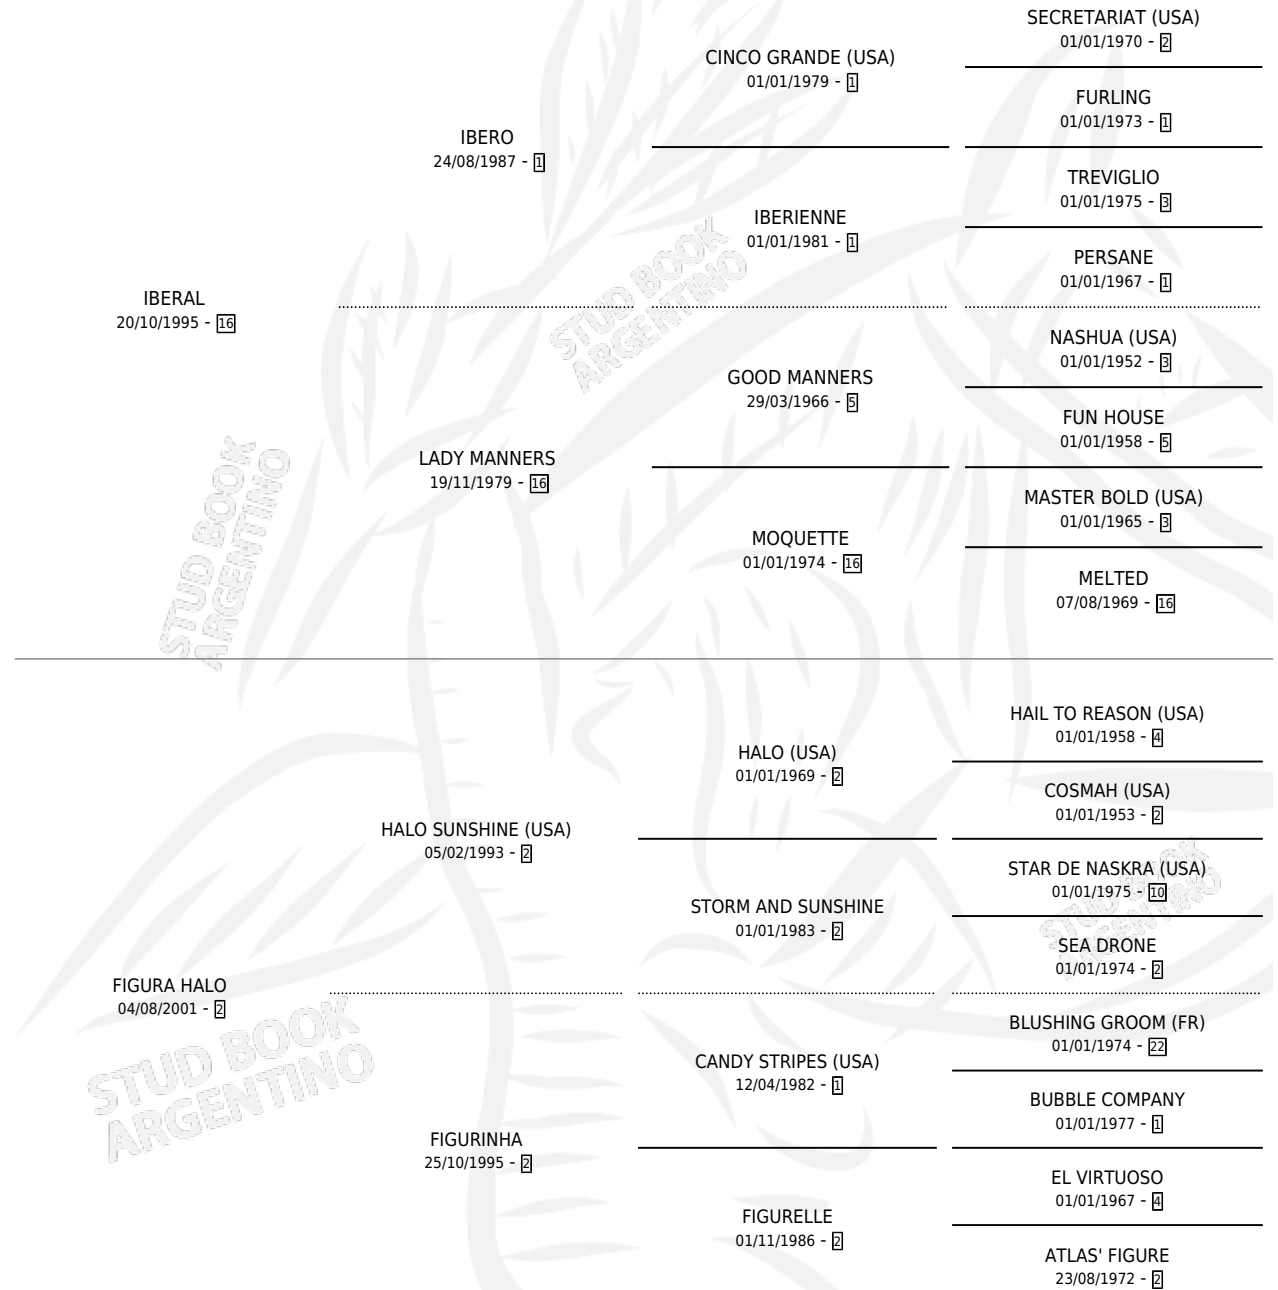 SECRETARIAT (USA)
01/01/1970 - 2
CINCO GRANDE (USA)
01/01/1979 - 1
FURLING
01/01/1973 - 1
IBERO
24/08/1987 - 1
TREVIGLIO
01/01/1975 - 3
IBERIENNE
01/01/1981 - 1
PERSANE
01/01/1967 - 1
IBERAL
20/10/1995 - 16
NASHUA (USA)
01/01/1952 - 3
GOOD MANNERS
29/03/1966 - 5
FUN HOUSE
01/01/1958 - 5
LADY MANNERS
19/11/1979 - 16
MASTER BOLD (USA)
01/01/1965 - 3
MOQUETTE
01/01/1974 - 16
MELTED
07/08/1969 - 16
HAIL TO REASON (USA)
01/01/1958 - 4
HALO (USA)
01/01/1969 - 2
COSMAH (USA)
01/01/1953 - 2
HALO SUNSHINE (USA)
05/02/1993 - 2
STAR DE NASKRA (USA)
01/01/1975 - 10
STORM AND SUNSHINE
01/01/1983 - 2
SEA DRONE
01/01/1974 - 2
FIGURA HALO
04/08/2001 - 2
BLUSHING GROOM (FR)
01/01/1974 - 22
CANDY STRIPES (USA)
12/04/1982 - 1
BUBBLE COMPANY
01/01/1977 - 1
FIGURINHA
25/10/1995 - 2
EL VIRTUOSO
01/01/1967 - 4
FIGURELLE
01/11/1986 - 2
ATLAS' FIGURE
23/08/1972 - 2
STUD BOOK
ARGENTINO
STUD BOOK
ARGENTINO
STUD BOOK
ARGENTINO
STUD BOOK
ARGENTINO